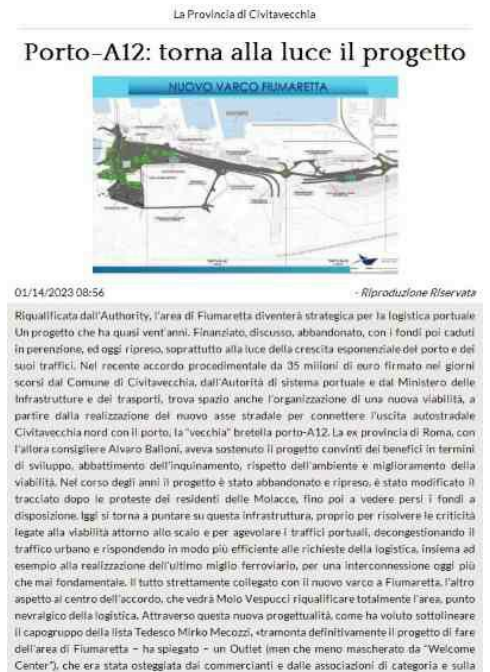 La Provincia di Civitavecchia
Porto-A12: torna alla luce il progetto
NUOVO VARCO FIUMARETTA
01/14/2023 08:56
- Riproduzione Riservata
Riqualificata dall'Authority, l'area di Fiumaretta diventerà strategica per la logistica portuale
Un progetto che ha quasi vent'anni. Finanziato, discusso, abbandonato, con i fondi poi caduti
in perenzione, ed oggi ripreso, soprattutto alla luce della crescita esponenziale del porto e dei
suoi traffici. Nel recente accordo procedimentale da 35 milioni di euro firmato nei giorni
scorsi dal Comune di Civitavecchia, dall'Autorità di sistema portuale e dal Ministero delle
Infrastrutture e dei trasporti, trova spazio anche l'organizzazione di una nuova viabilità, a
partire dalla realizzazione del nuovo asse stradale per connettere l'uscita autostradale
Civitavecchia nord con il porto, la "vecchia" bretella porto-A12. La ex provincia di Roma, con
l'allora consigliere Alvaro Balloni, aveva sostenuto il progetto convinti dei benefici in termini
di sviluppo, abbattimento dell'inquinamento, rispetto dell'ambiente e miglioramento della
viabilità. Nel corso degli anni il progetto è stato abbandonato e ripreso, è stato modificato il
tracciato dopo le proteste dei residenti delle Molacce, fino poi a vedere persi i fondi a
disposizione. Iggi si torna a puntare su questa infrastruttura, proprio per risolvere le criticità
legate alla viabilità attorno allo scalo e per agevolare i traffici portuali, decongestionando il
traffico urbano e rispondendo in modo più efficiente alle richieste della logistica, insieme ad
esempio alla realizzazione dell'ultimo miglio ferroviario, per una interconnessione oggi più
che mai fondamentale. Il tutto strettamente collegato con il nuovo varco a Fiumaretta, l'altro
aspetto al centro dell'accordo, che vedrà Molo Vespucci riqualificare totalmente l'area, punto
nevralgico della logistica. Attraverso questa nuova progettualità, come ha voluto sottolineare
il capogruppo della lista Tedesco Mirko Mecozzi, «tramonta definitivamente il progetto di fare
dell'area di Fiumaretta – ha spiegato – un Outlet (men che meno mascherato da "Welcome
Center"), che era stata osteggiata dai commercianti e dalle associazioni di categoria e sulla